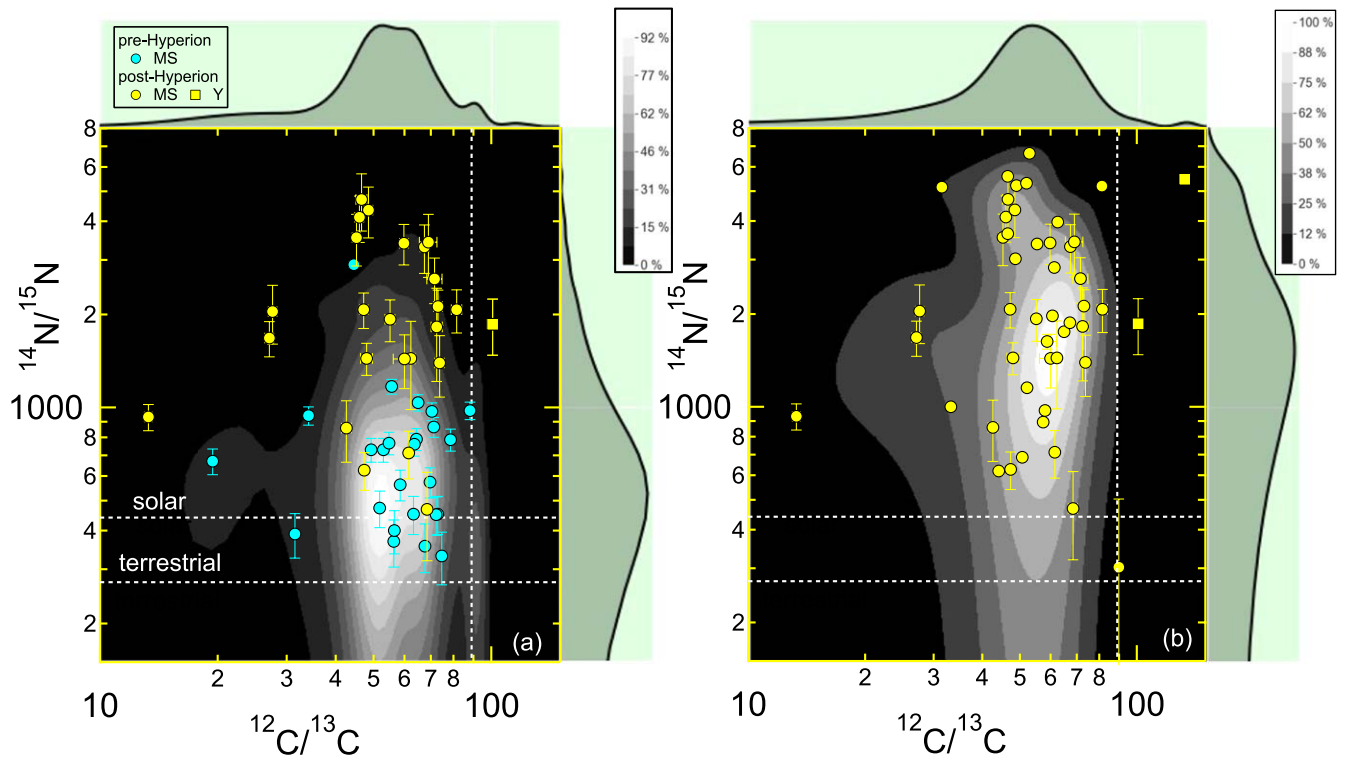 pre-Hyperion
MS
post-Hyperion
MS Y
92 %
77 %
62 %
46 %
31 %
15 %
0 %
8
6
4
2
1000
8
6
4
2
¹⁴N/¹⁵N
solar
terrestrial
(a)
10 2 3 4 5 6 7 8 100
¹²C/¹³C
100 %
88 %
75 %
62 %
50 %
38 %
25 %
12 %
0 %
8
6
4
2
1000
8
6
4
2
¹⁴N/¹⁵N
(b)
10 2 3 4 5 6 7 8 100
¹²C/¹³C